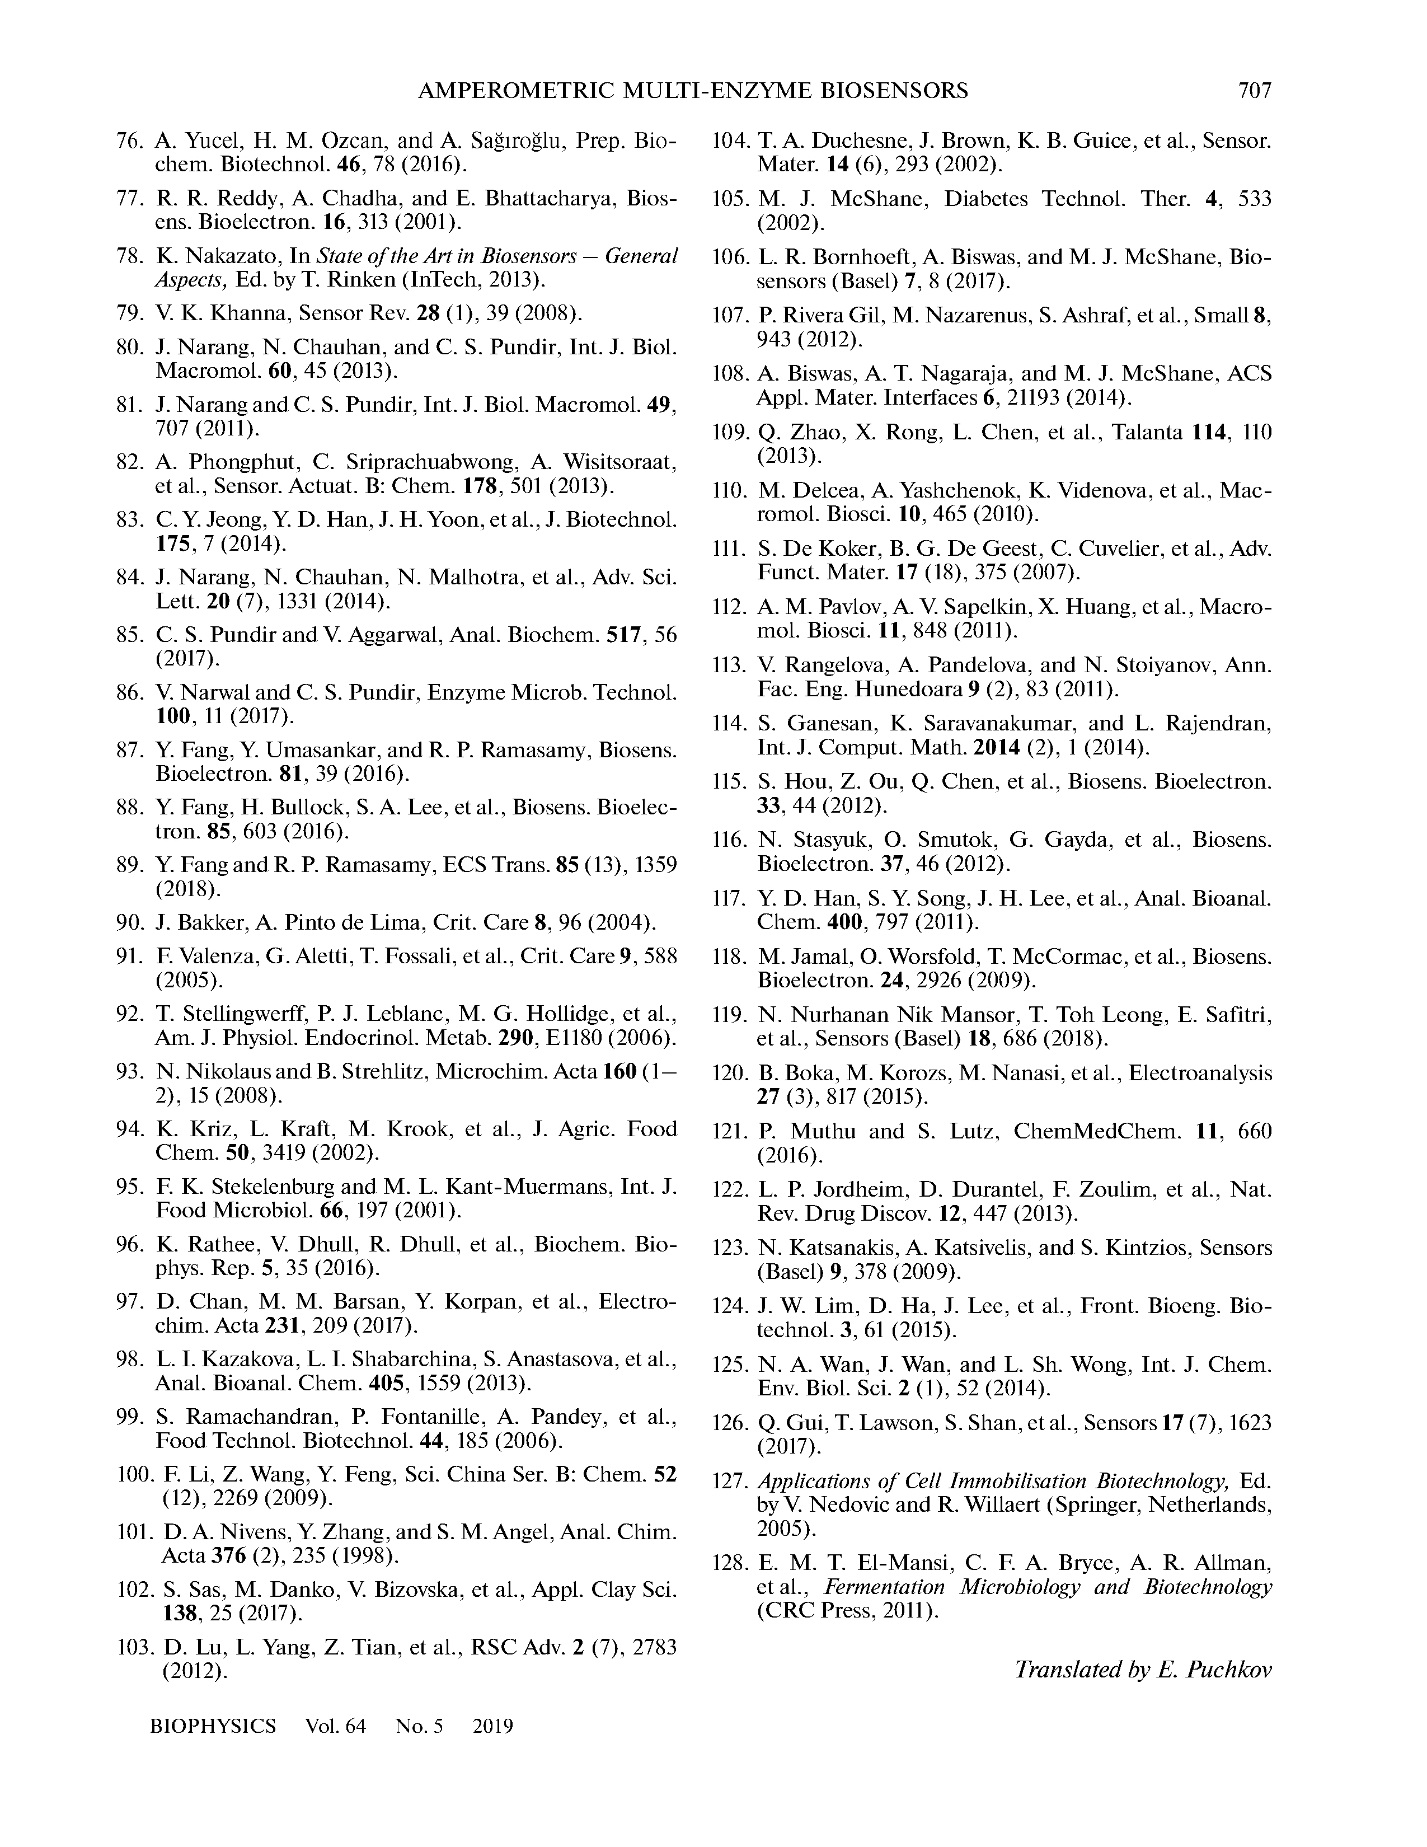 AMPEROMETRIC MULTI-ENZYME BIOSENSORS 707
76. A. Yucel, H. M. Ozcan, and A. Sağıroğlu, Prep. Bio-
chem. Biotechnol. 46, 78 (2016).
77. R. R. Reddy, A. Chadha, and E. Bhattacharya, Bios-
ens. Bioelectron. 16, 313 (2001).
78. K. Nakazato, In State of the Art in Biosensors — General
Aspects, Ed. by T. Rinken (InTech, 2013).
79. V. K. Khanna, Sensor Rev. 28 (1), 39 (2008).
80. J. Narang, N. Chauhan, and C. S. Pundir, Int. J. Biol.
Macromol. 60, 45 (2013).
81. J. Narang and C. S. Pundir, Int. J. Biol. Macromol. 49,
707 (2011).
82. A. Phongphut, C. Sriprachuabwong, A. Wisitsoraat,
et al., Sensor. Actuat. B: Chem. 178, 501 (2013).
83. C. Y. Jeong, Y. D. Han, J. H. Yoon, et al., J. Biotechnol.
175, 7 (2014).
84. J. Narang, N. Chauhan, N. Malhotra, et al., Adv. Sci.
Lett. 20 (7), 1331 (2014).
85. C. S. Pundir and V. Aggarwal, Anal. Biochem. 517, 56
(2017).
86. V. Narwal and C. S. Pundir, Enzyme Microb. Technol.
100, 11 (2017).
87. Y. Fang, Y. Umasankar, and R. P. Ramasamy, Biosens.
Bioelectron. 81, 39 (2016).
88. Y. Fang, H. Bullock, S. A. Lee, et al., Biosens. Bioelec-
tron. 85, 603 (2016).
89. Y. Fang and R. P. Ramasamy, ECS Trans. 85 (13), 1359
(2018).
90. J. Bakker, A. Pinto de Lima, Crit. Care 8, 96 (2004).
91. F. Valenza, G. Aletti, T. Fossali, et al., Crit. Care 9, 588
(2005).
92. T. Stellingwerff, P. J. Leblanc, M. G. Hollidge, et al.,
Am. J. Physiol. Endocrinol. Metab. 290, E1180 (2006).
93. N. Nikolaus and B. Strehlitz, Microchim. Acta 160 (1—
2), 15 (2008).
94. K. Kriz, L. Kraft, M. Krook, et al., J. Agric. Food
Chem. 50, 3419 (2002).
95. F. K. Stekelenburg and M. L. Kant-Muermans, Int. J.
Food Microbiol. 66, 197 (2001).
96. K. Rathee, V. Dhull, R. Dhull, et al., Biochem. Bio-
phys. Rep. 5, 35 (2016).
97. D. Chan, M. M. Barsan, Y. Korpan, et al., Electro-
chim. Acta 231, 209 (2017).
98. L. I. Kazakova, L. I. Shabarchina, S. Anastasova, et al.,
Anal. Bioanal. Chem. 405, 1559 (2013).
99. S. Ramachandran, P. Fontanille, A. Pandey, et al.,
Food Technol. Biotechnol. 44, 185 (2006).
100. F. Li, Z. Wang, Y. Feng, Sci. China Ser. B: Chem. 52
(12), 2269 (2009).
101. D. A. Nivens, Y. Zhang, and S. M. Angel, Anal. Chim.
Acta 376 (2), 235 (1998).
102. S. Sas, M. Danko, V. Bizovska, et al., Appl. Clay Sci.
138, 25 (2017).
103. D. Lu, L. Yang, Z. Tian, et al., RSC Adv. 2 (7), 2783
(2012).
104. T. A. Duchesne, J. Brown, K. B. Guice, et al., Sensor.
Mater. 14 (6), 293 (2002).
105. M. J. McShane, Diabetes Technol. Ther. 4, 533
(2002).
106. L. R. Bornhoeft, A. Biswas, and M. J. McShane, Bio-
sensors (Basel) 7, 8 (2017).
107. P. Rivera Gil, M. Nazarenus, S. Ashraf, et al., Small 8,
943 (2012).
108. A. Biswas, A. T. Nagaraja, and M. J. McShane, ACS
Appl. Mater. Interfaces 6, 21193 (2014).
109. Q. Zhao, X. Rong, L. Chen, et al., Talanta 114, 110
(2013).
110. M. Delcea, A. Yashchenok, K. Videnova, et al., Mac-
romol. Biosci. 10, 465 (2010).
111. S. De Koker, B. G. De Geest, C. Cuvelier, et al., Adv.
Funct. Mater. 17 (18), 375 (2007).
112. A. M. Pavlov, A. V. Sapelkin, X. Huang, et al., Macro-
mol. Biosci. 11, 848 (2011).
113. V. Rangelova, A. Pandelova, and N. Stoiyanov, Ann.
Fac. Eng. Hunedoara 9 (2), 83 (2011).
114. S. Ganesan, K. Saravanakumar, and L. Rajendran,
Int. J. Comput. Math. 2014 (2), 1 (2014).
115. S. Hou, Z. Ou, Q. Chen, et al., Biosens. Bioelectron.
33, 44 (2012).
116. N. Stasyuk, O. Smutok, G. Gayda, et al., Biosens.
Bioelectron. 37, 46 (2012).
117. Y. D. Han, S. Y. Song, J. H. Lee, et al., Anal. Bioanal.
Chem. 400, 797 (2011).
118. M. Jamal, O. Worsfold, T. McCormac, et al., Biosens.
Bioelectron. 24, 2926 (2009).
119. N. Nurhanan Nik Mansor, T. Toh Leong, E. Safitri,
et al., Sensors (Basel) 18, 686 (2018).
120. B. Boka, M. Korozs, M. Nanasi, et al., Electroanalysis
27 (3), 817 (2015).
121. P. Muthu and S. Lutz, ChemMedChem. 11, 660
(2016).
122. L. P. Jordheim, D. Durantel, F. Zoulim, et al., Nat.
Rev. Drug Discov. 12, 447 (2013).
123. N. Katsanakis, A. Katsivelis, and S. Kintzios, Sensors
(Basel) 9, 378 (2009).
124. J. W. Lim, D. Ha, J. Lee, et al., Front. Bioeng. Bio-
technol. 3, 61 (2015).
125. N. A. Wan, J. Wan, and L. Sh. Wong, Int. J. Chem.
Env. Biol. Sci. 2 (1), 52 (2014).
126. Q. Gui, T. Lawson, S. Shan, et al., Sensors 17 (7), 1623
(2017).
127. Applications of Cell Immobilisation Biotechnology, Ed.
by V. Nedovic and R. Willaert (Springer, Netherlands,
2005).
128. E. M. T. El-Mansi, C. F. A. Bryce, A. R. Allman,
et al., Fermentation Microbiology and Biotechnology
(CRC Press, 2011).
Translated by E. Puchkov
BIOPHYSICS Vol. 64 No. 5 2019